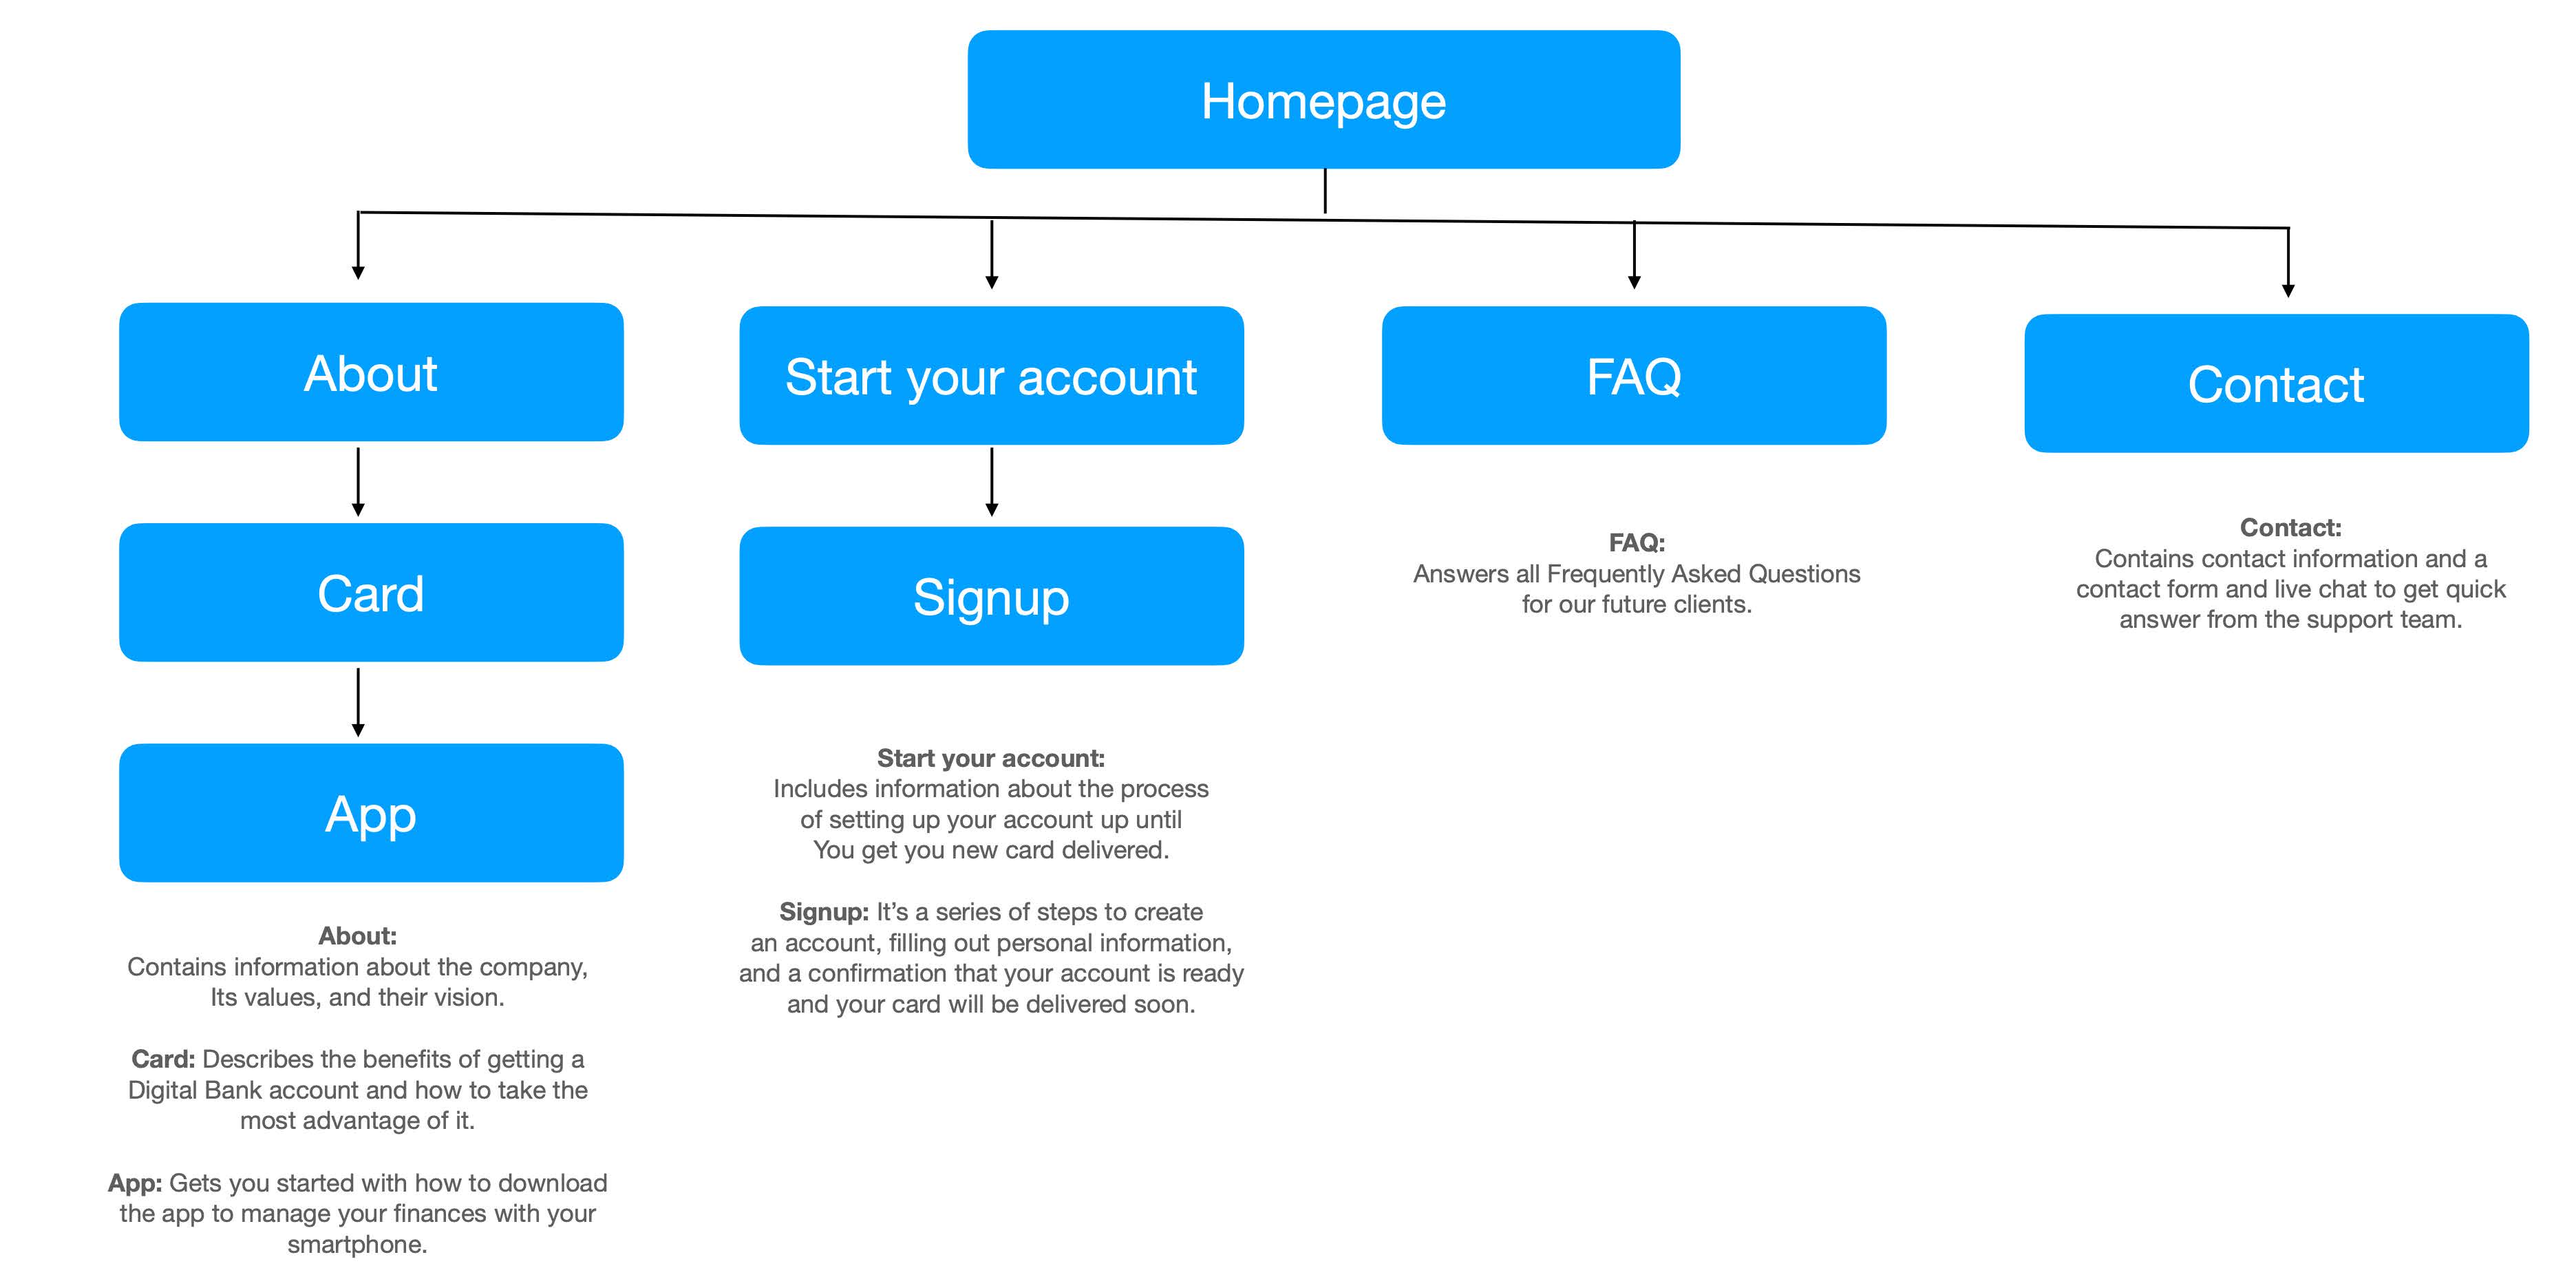 Homepage
About
Start your account
FAQ
Contact
Card
Signup
App
FAQ:
Answers all Frequently Asked Questions
for our future clients.
Contact:
Contains contact information and a
contact form and live chat to get quick
answer from the support team.
Start your account:
Includes information about the process
of setting up your account up until
You get you new card delivered.
Signup: It’s a series of steps to create
an account, filling out personal information,
and a confirmation that your account is ready
and your card will be delivered soon.
About:
Contains information about the company,
Its values, and their vision.
Card: Describes the benefits of getting a
Digital Bank account and how to take the
most advantage of it.
App: Gets you started with how to download
the app to manage your finances with your
smartphone.